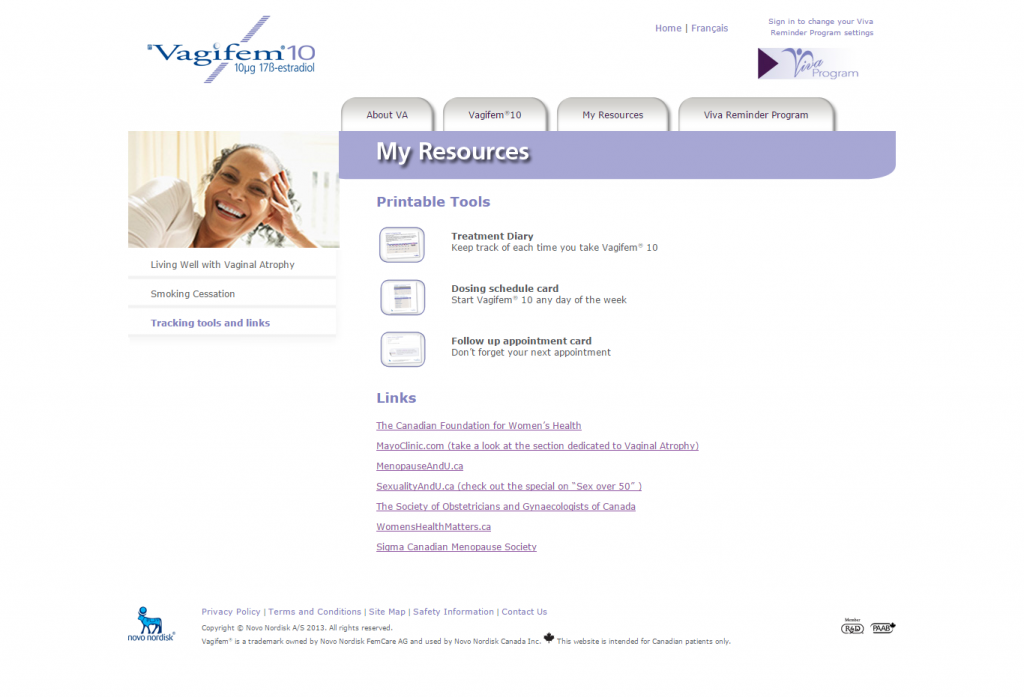 Vagifem®10
10µg 17ß-estradiol
Home | Français
Sign in to change your Viva
Reminder Program settings
Viva
Program
About VA
Vagifem®10
My Resources
Viva Reminder Program
My Resources
Living Well with Vaginal Atrophy
Smoking Cessation
Tracking tools and links
Printable Tools
Treatment Diary
Keep track of each time you take Vagifem® 10
Dosing schedule card
Start Vagifem® 10 any day of the week
Follow up appointment card
Don't forget your next appointment
Links
The Canadian Foundation for Women's Health
MayoClinic.com (take a look at the section dedicated to Vaginal Atrophy)
MenopauseAndU.ca
SexualityAndU.ca (check out the special on "Sex over 50" )
The Society of Obstetricians and Gynaecologists of Canada
WomensHealthMatters.ca
Sigma Canadian Menopause Society
novo nordisk®
Privacy Policy | Terms and Conditions | Site Map | Safety Information | Contact Us
Copyright © Novo Nordisk A/S 2013. All rights reserved.
Vagifem® is a trademark owned by Novo Nordisk FemCare AG and used by Novo Nordisk Canada Inc. This website is intended for Canadian patients only.
Member
R&D
PAAB